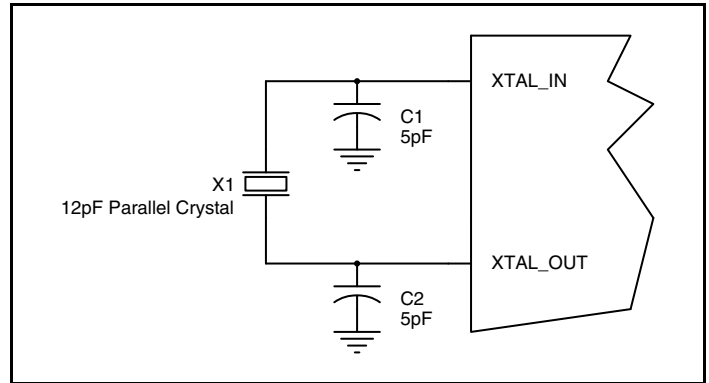 XTAL_IN
C1
5pF
X1
12pF Parallel Crystal
XTAL_OUT
C2
5pF